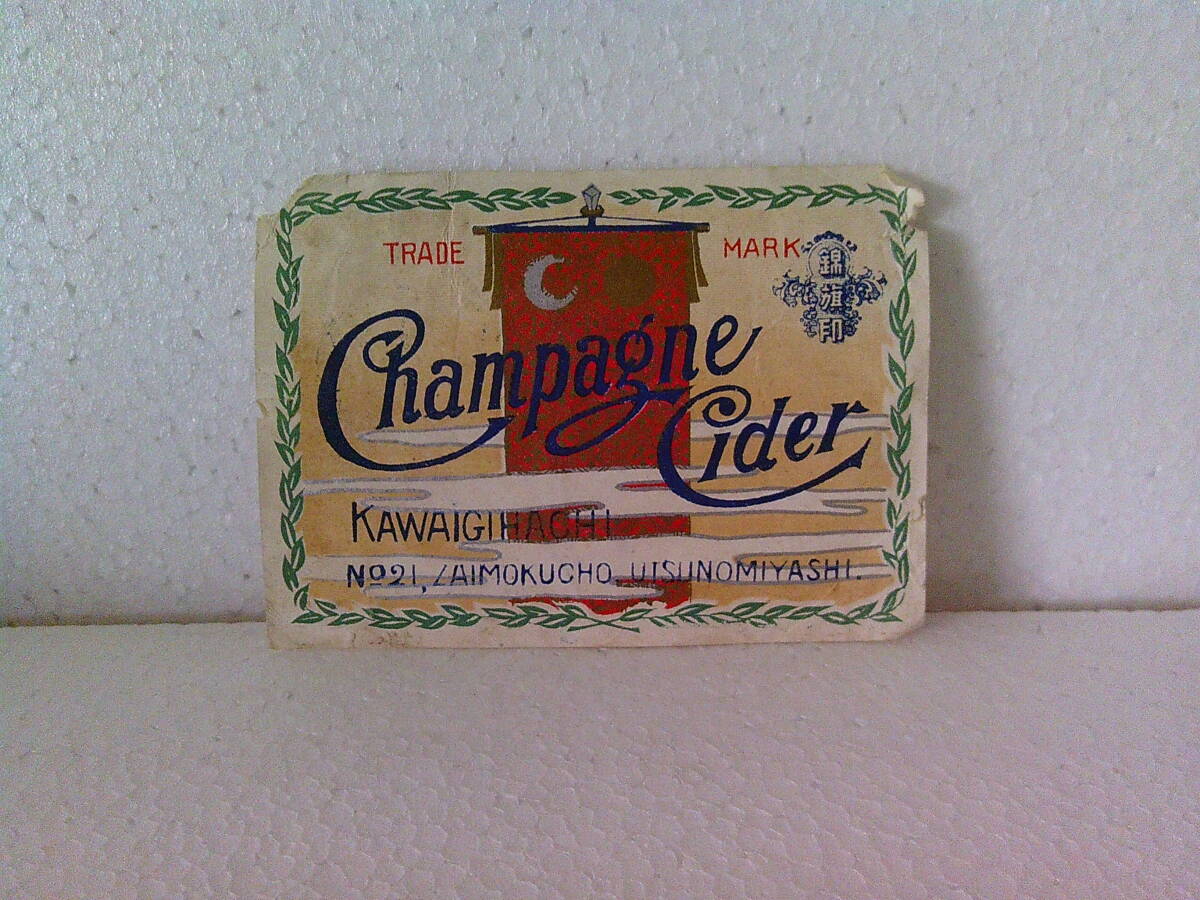 TRADE MARK
錦旗印
Champagne
Cider
KAWAIGIHACHI
No21, ZAIMOKUCHO UTSUNOMIYASHI.